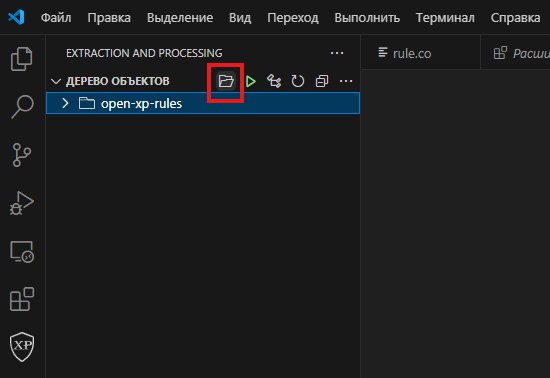 Файл Правка Выделение Вид Переход Выполнить Терминал Справка
EXTRACTION AND PROCESSING
rule.co
Расши
ДЕРЕВО ОБЪЕКТОВ
open-xp-rules
XP